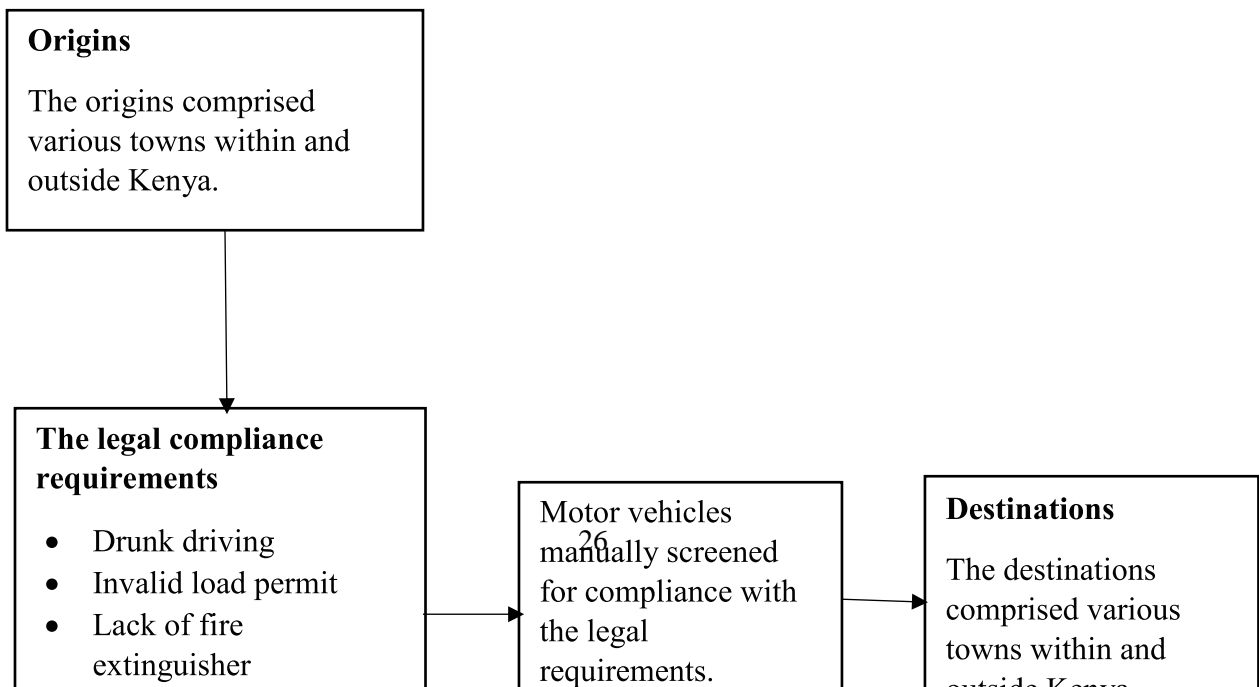 Origins
The origins comprised
various towns within and
outside Kenya.
The legal compliance
requirements
• Drunk driving
• Invalid load permit
• Lack of fire
extinguisher
Motor vehicles
26
manually screened
for compliance with
the legal
requirements.
Destinations
The destinations
comprised various
towns within and
outside Kenya